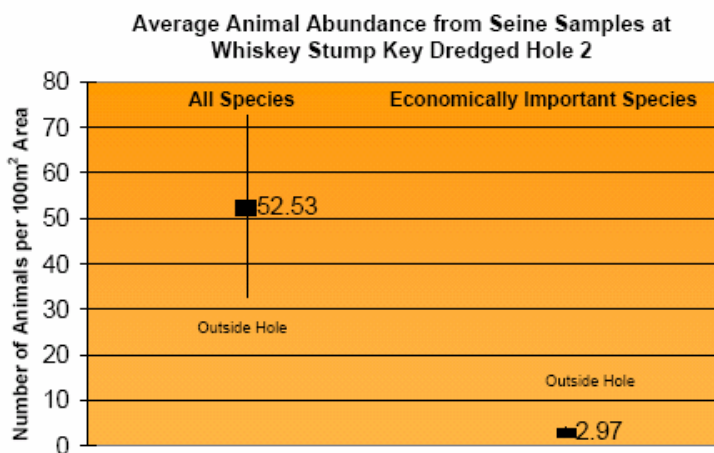 Average Animal Abundance from Seine Samples at
Whiskey Stump Key Dredged Hole 2
Number of Animals per 100m² Area
80
70
60
50
40
30
20
10
0
All Species
Economically Important Species
52.53
Outside Hole
Outside Hole
2.97